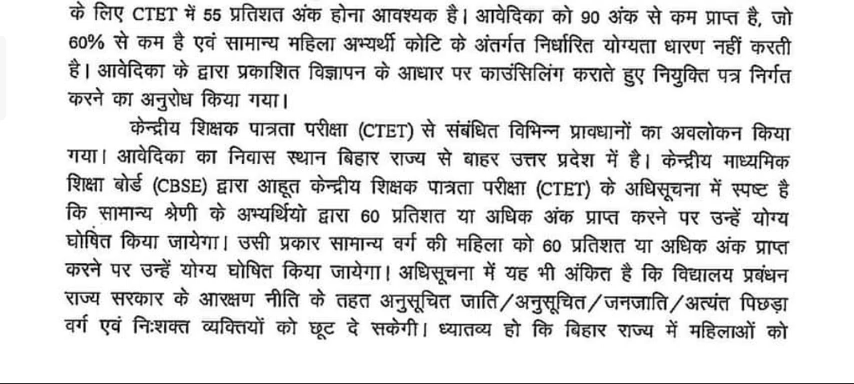 के लिए CTET में 55 प्रतिशत अंक होना आवश्यक है। आवेदिका को 90 अंक से कम प्राप्त है, जो
60% से कम है एवं सामान्य महिला अभ्यर्थी कोटि के अंतर्गत निर्धारित योग्यता धारण नहीं करती
है। आवेदिका के द्वारा प्रकाशित विज्ञापन के आधार पर काउंसिलिंग कराते हुए नियुक्ति पत्र निर्गत
करने का अनुरोध किया गया।
केन्द्रीय शिक्षक पात्रता परीक्षा (CTET) से संबंधित विभिन्न प्रावधानों का अवलोकन किया
गया। आवेदिका का निवास स्थान बिहार राज्य से बाहर उत्तर प्रदेश में है। केन्द्रीय माध्यमिक
शिक्षा बोर्ड (CBSE) द्वारा आहूत केन्द्रीय शिक्षक पात्रता परीक्षा (CTET) के अधिसूचना में स्पष्ट है
कि सामान्य श्रेणी के अभ्यर्थियो द्वारा 60 प्रतिशत या अधिक अंक प्राप्त करने पर उन्हें योग्य
घोषित किया जायेगा। उसी प्रकार सामान्य वर्ग की महिला को 60 प्रतिशत या अधिक अंक प्राप्त
करने पर उन्हें योग्य घोषित किया जायेगा। अधिसूचना में यह भी अंकित है कि विद्यालय प्रबंधन
राज्य सरकार के आरक्षण नीति के तहत अनुसूचित जाति/अनुसूचित/जनजाति/अत्यंत पिछड़ा
वर्ग एवं निःशक्त व्यक्तियों को छूट दे सकेगी। ध्यातव्य हो कि बिहार राज्य में महिलाओं को